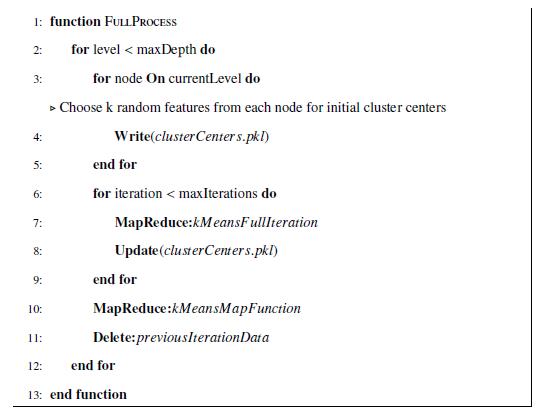 1: function FULLPROCESS
2: for level < maxDepth do
3: for node On currentLevel do
▹ Choose k random features from each node for initial cluster centers
4: Write(clusterCenters.pkl)
5: end for
6: for iteration < maxIterations do
7: MapReduce:kMeansFullIteration
8: Update(clusterCenters.pkl)
9: end for
10: MapReduce:kMeansMapFunction
11: Delete:previousIterationData
12: end for
13: end function